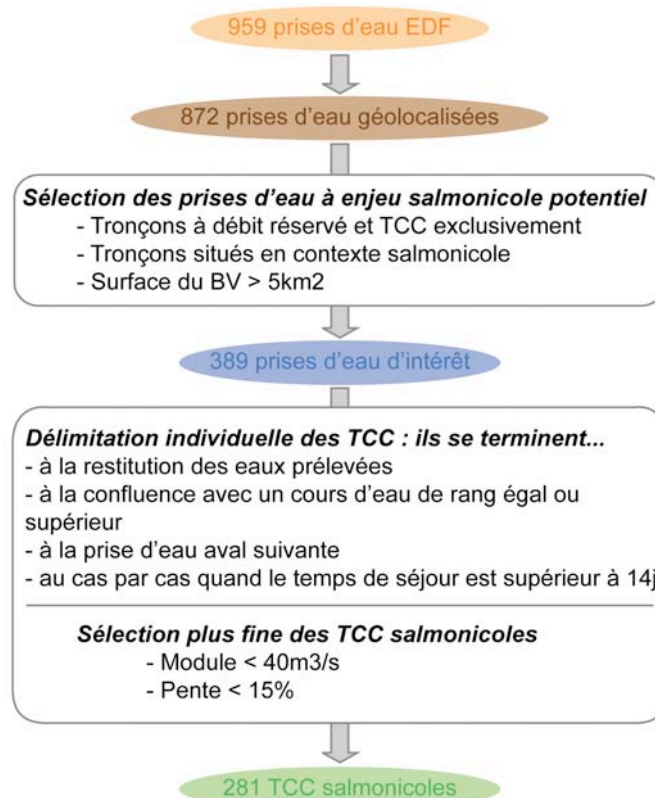 959 prises d'eau EDF
872 prises d'eau géolocalisées
Sélection des prises d'eau à enjeu salmonicole potentiel
- Tronçons à débit réservé et TCC exclusivement
- Tronçons situés en contexte salmonicole
- Surface du BV > 5km2
389 prises d'eau d'intérêt
Délimitation individuelle des TCC : ils se terminent...
- à la restitution des eaux prélevées
- à la confluence avec un cours d'eau de rang égal ou
supérieur
- à la prise d'eau aval suivante
- au cas par cas quand le temps de séjour est supérieur à 14j
Sélection plus fine des TCC salmonicoles
- Module < 40m3/s
- Pente < 15%
281 TCC salmonicoles